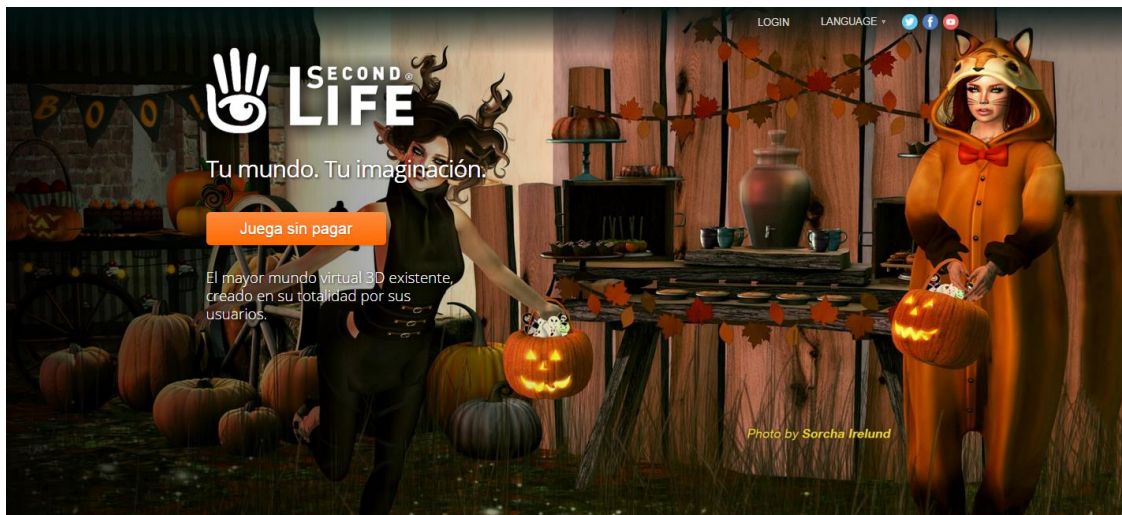 LOGIN
LANGUAGE
SECOND®
LIFE
BOO!
Tu mundo. Tu imaginación.
Juega sin pagar
El mayor mundo virtual 3D existente,
creado en su totalidad por sus
usuarios.
Photo by Sorcha Irelund